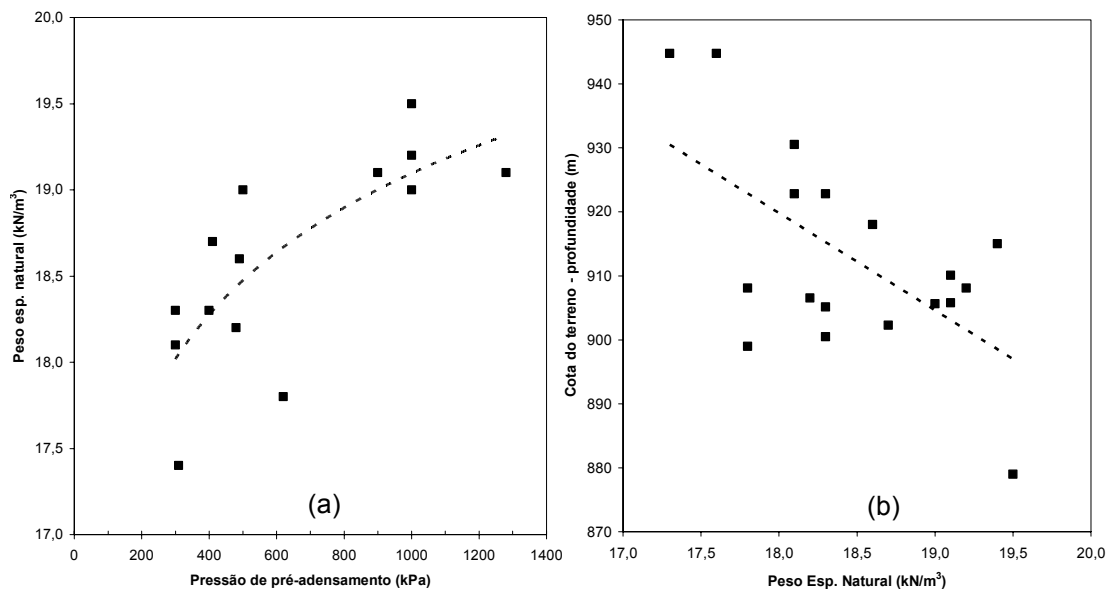 20,0
19,5
19,0
18,5
18,0
17,5
17,0
Peso esp. natural (kN/m³)
0 200 400 600 800 1000 1200 1400
Pressão de pré-adensamento (kPa)
(a)
950
940
930
920
910
900
890
880
870
Cota do terreno - profundidade (m)
17,0 17,5 18,0 18,5 19,0 19,5 20,0
Peso Esp. Natural (kN/m³)
(b)